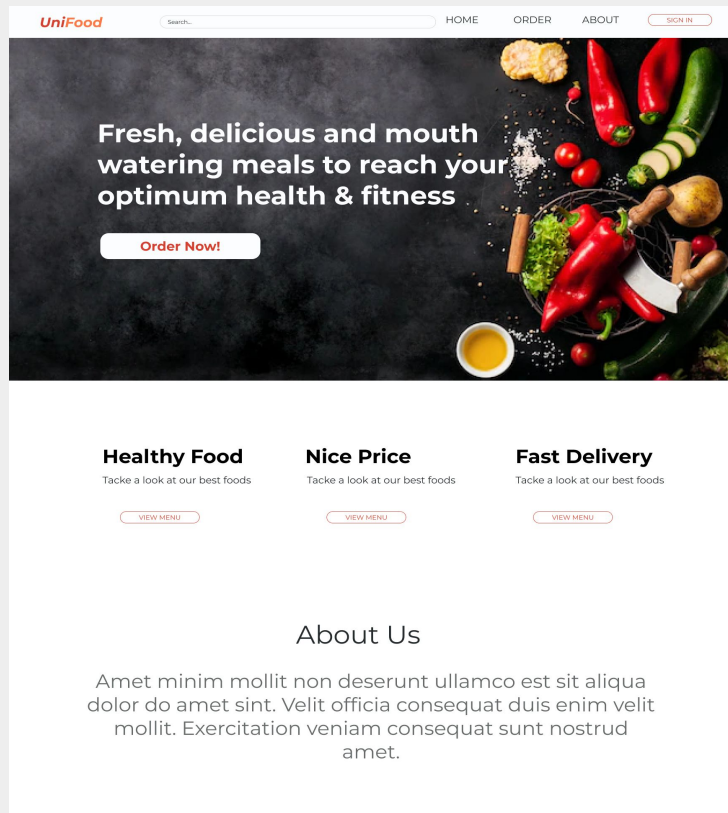 UniFood
Search...
HOME
ORDER
ABOUT
SIGN IN
Fresh, delicious and mouth
watering meals to reach your
optimum health & fitness
Order Now!
Healthy Food
Tacke a look at our best foods
VIEW MENU
Nice Price
Tacke a look at our best foods
VIEW MENU
Fast Delivery
Tacke a look at our best foods
VIEW MENU
About Us
Amet minim mollit non deserunt ullamco est sit aliqua
dolor do amet sint. Velit officia consequat duis enim velit
mollit. Exercitation veniam consequat sunt nostrud
amet.